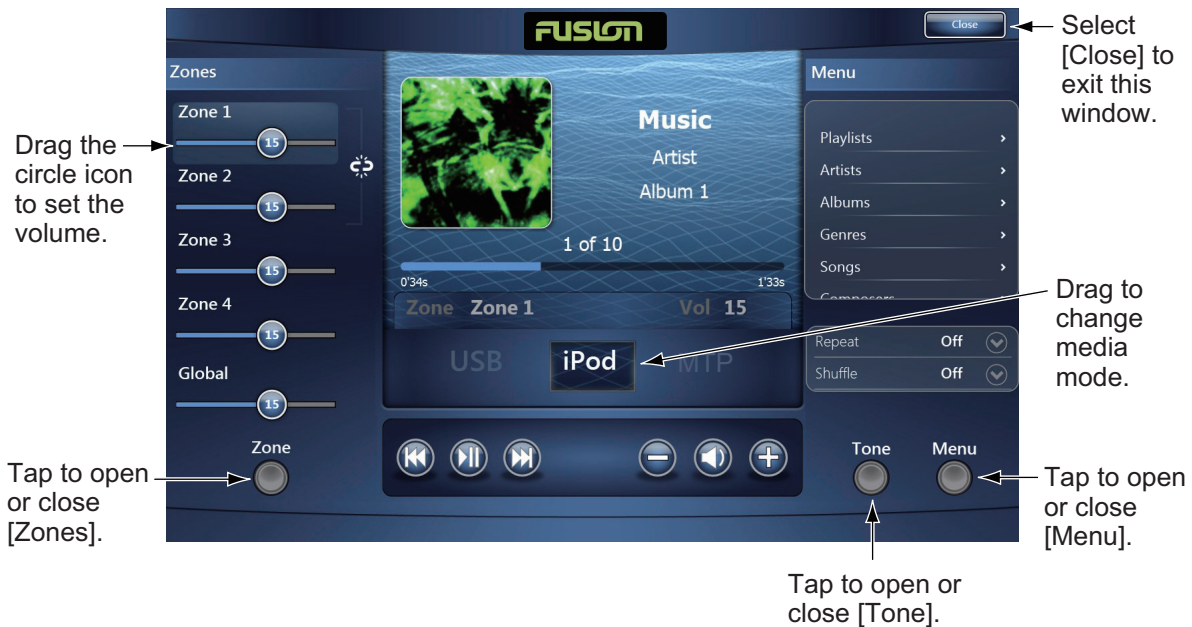 FUSION
Close
Select
[Close] to
exit this
window.
Zones
Zone 1
15
Zone 2
15
Zone 3
15
Zone 4
15
Global
15
Drag the
circle icon
to set the
volume.
Music
Artist
Album 1
1 of 10
0'34s
1'33s
Zone Zone 1 Vol 15
USB iPod MTP
Menu
Playlists
Artists
Albums
Genres
Songs
Composers
Repeat Off
Shuffle Off
Drag to
change
media
mode.
Zone
Tone
Menu
Tap to open
or close
[Zones].
Tap to open
or close
[Menu].
Tap to open or
close [Tone].